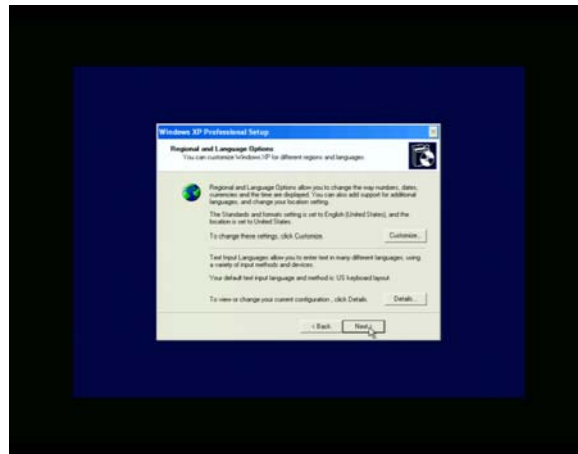 Windows XP Professional Setup
Regional and Language Options
You can customize Windows XP for different regions and languages.
Regional and Language Options allow you to change the way numbers, dates,
currencies and the time are displayed. You can also add support for additional
languages, and change your location setting.
The Standards and formats setting is set to English (United States), and the
location is set to United States.
To change these settings, click Customize.
Customize...
Text Input Languages allow you to enter text in many different languages, using
a variety of input methods and devices.
Your default text input language and method is: US keyboard layout
To view or change your current configuration, click Details.
Details...
< Back
Next >